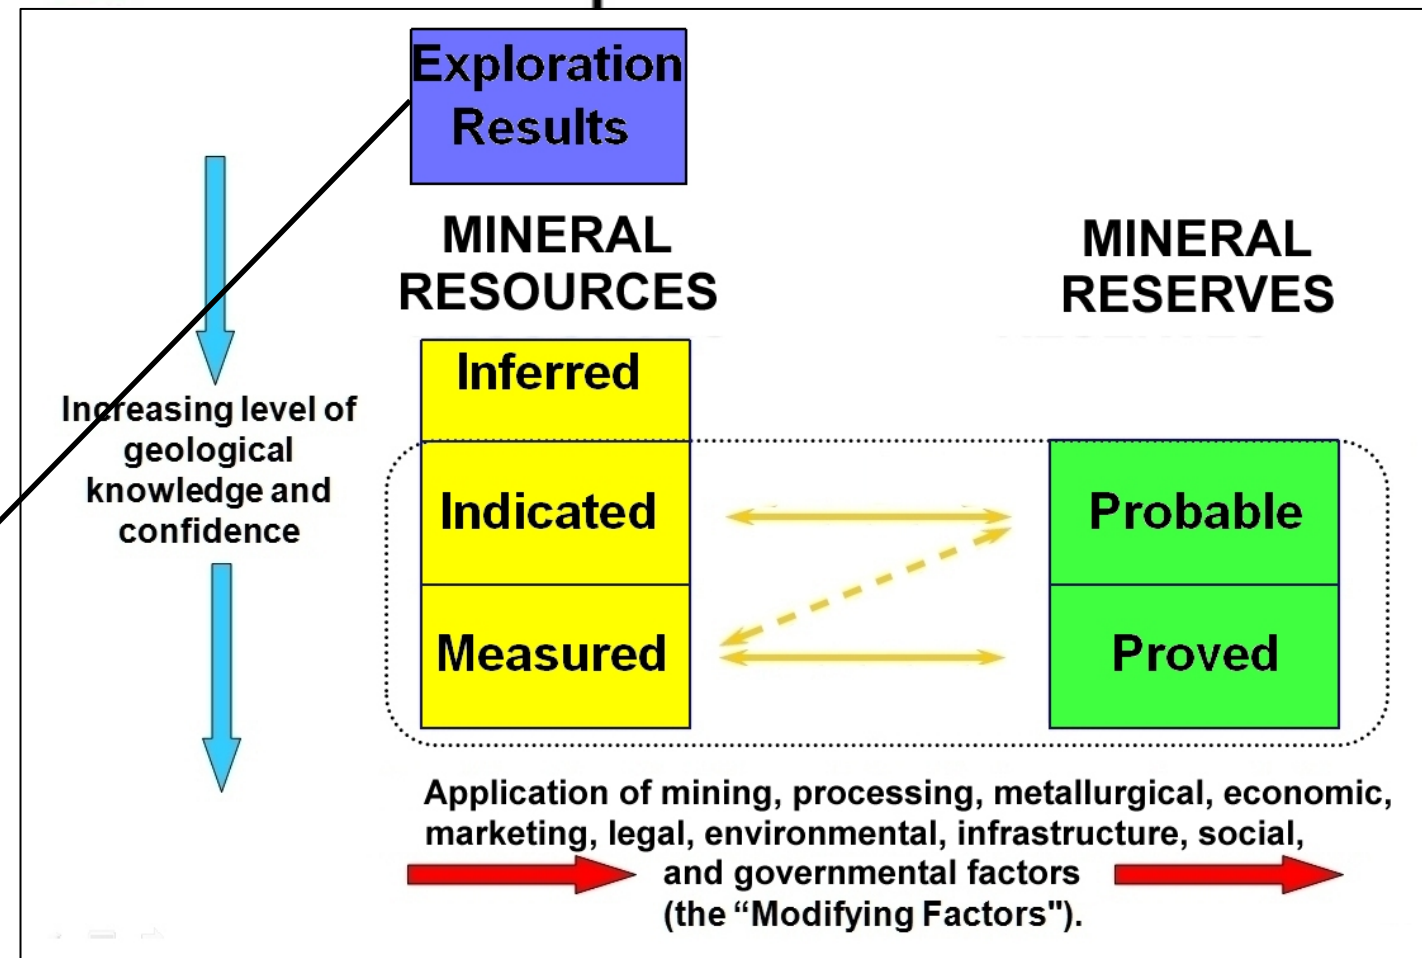 Exploration
Results
MINERAL
RESOURCES
MINERAL
RESERVES
Inferred
Increasing level of
geological
knowledge and
confidence
Indicated
Probable
Measured
Proved
Application of mining, processing, metallurgical, economic,
marketing, legal, environmental, infrastructure, social,
and governmental factors
(the “Modifying Factors").